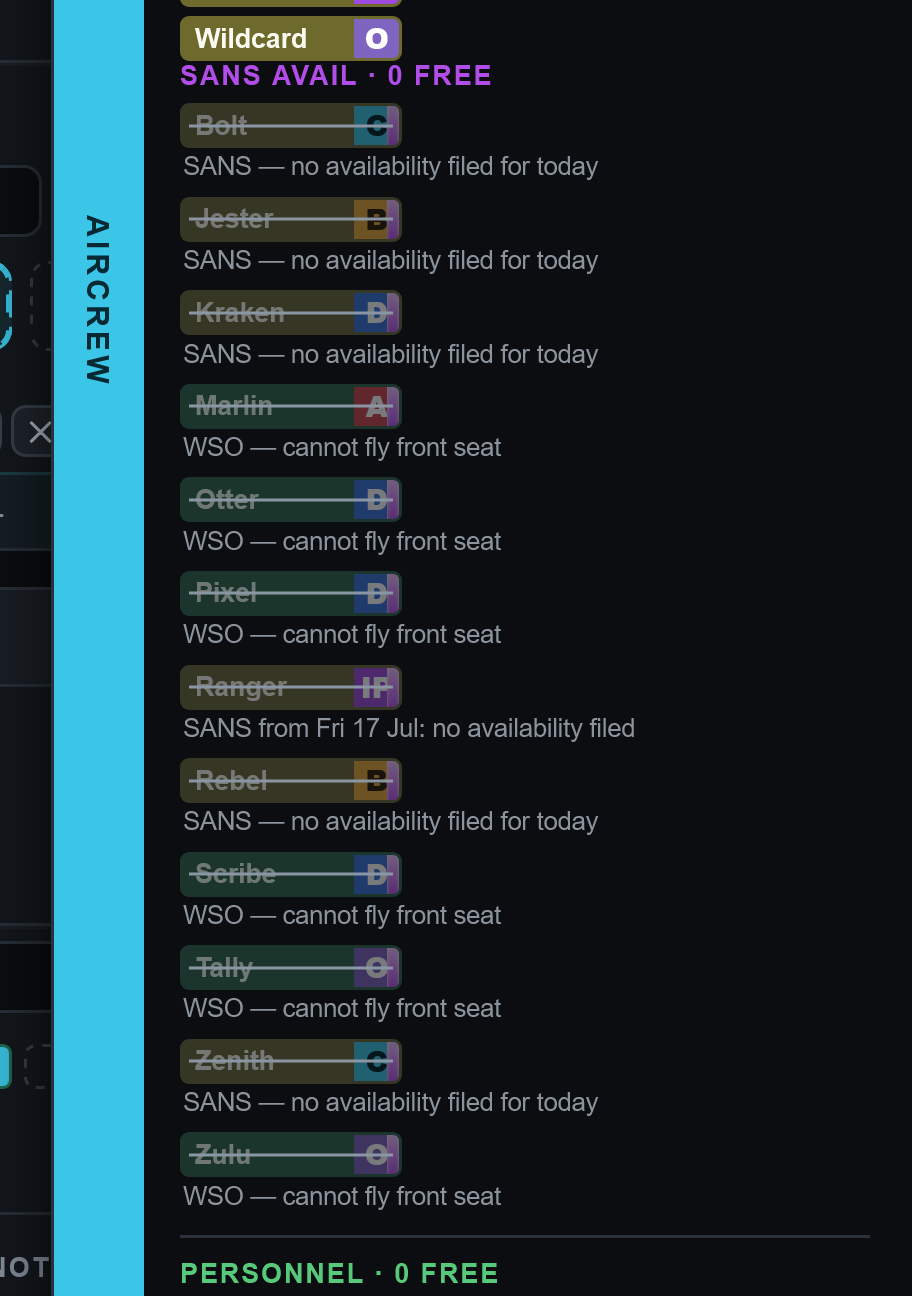 Wildcard O
SANS AVAIL · 0 FREE
Bolt C
SANS — no availability filed for today
Jester B
SANS — no availability filed for today
Kraken D
SANS — no availability filed for today
Marlin A
WSO — cannot fly front seat
Otter D
WSO — cannot fly front seat
Pixel D
WSO — cannot fly front seat
Ranger IP
SANS from Fri 17 Jul: no availability filed
Rebel B
SANS — no availability filed for today
Scribe D
WSO — cannot fly front seat
Tally O
WSO — cannot fly front seat
Zenith C
SANS — no availability filed for today
Zulu O
WSO — cannot fly front seat
PERSONNEL · 0 FREE
AIRCREW
NOT